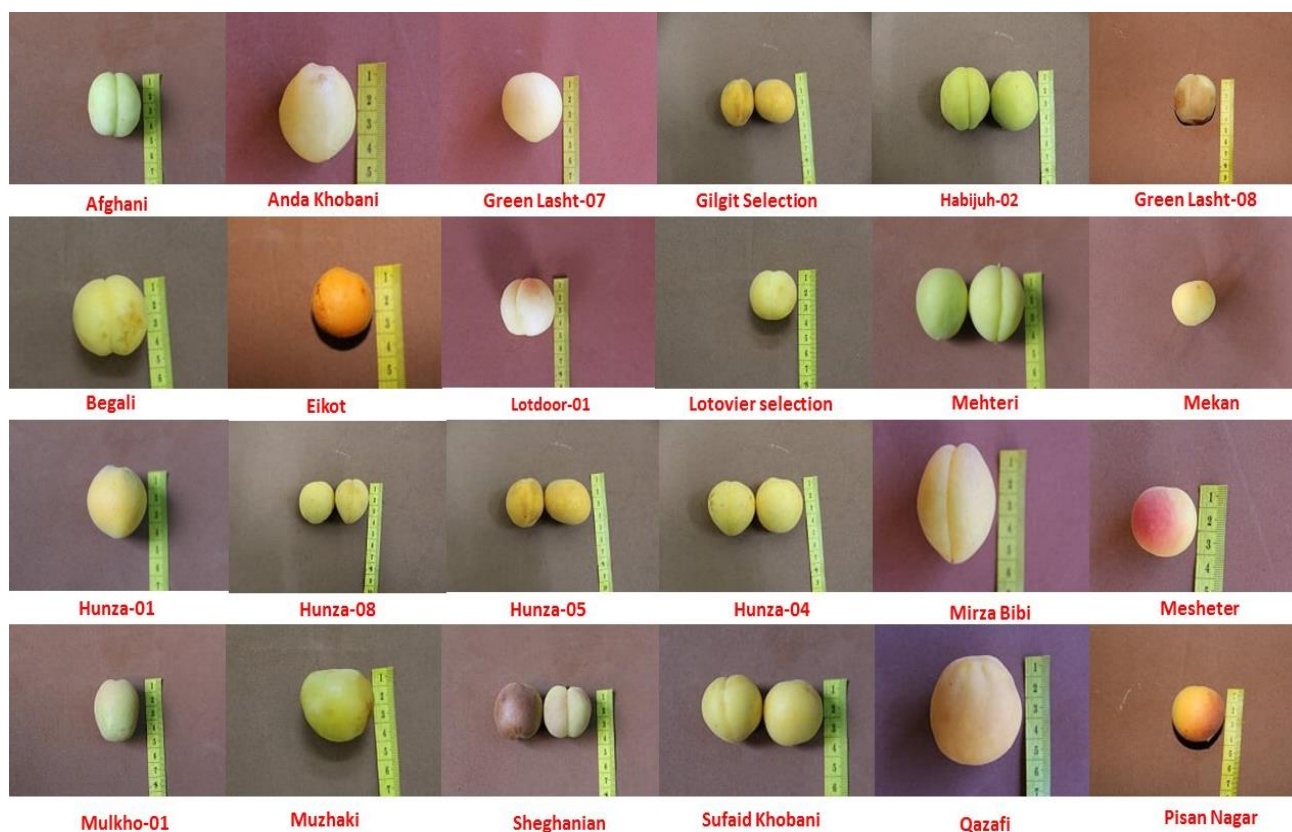 Afghani
Anda Khobani
Green Lasht-07
Gilgit Selection
Habijuh-02
Green Lasht-08
Begali
Eikot
Lotdoor-01
Lotovier selection
Mehteri
Mekan
Hunza-01
Hunza-08
Hunza-05
Hunza-04
Mirza Bibi
Mesheter
Mulkho-01
Muzhaki
Sheghanian
Sufaid Khobani
Qazafi
Pisan Nagar